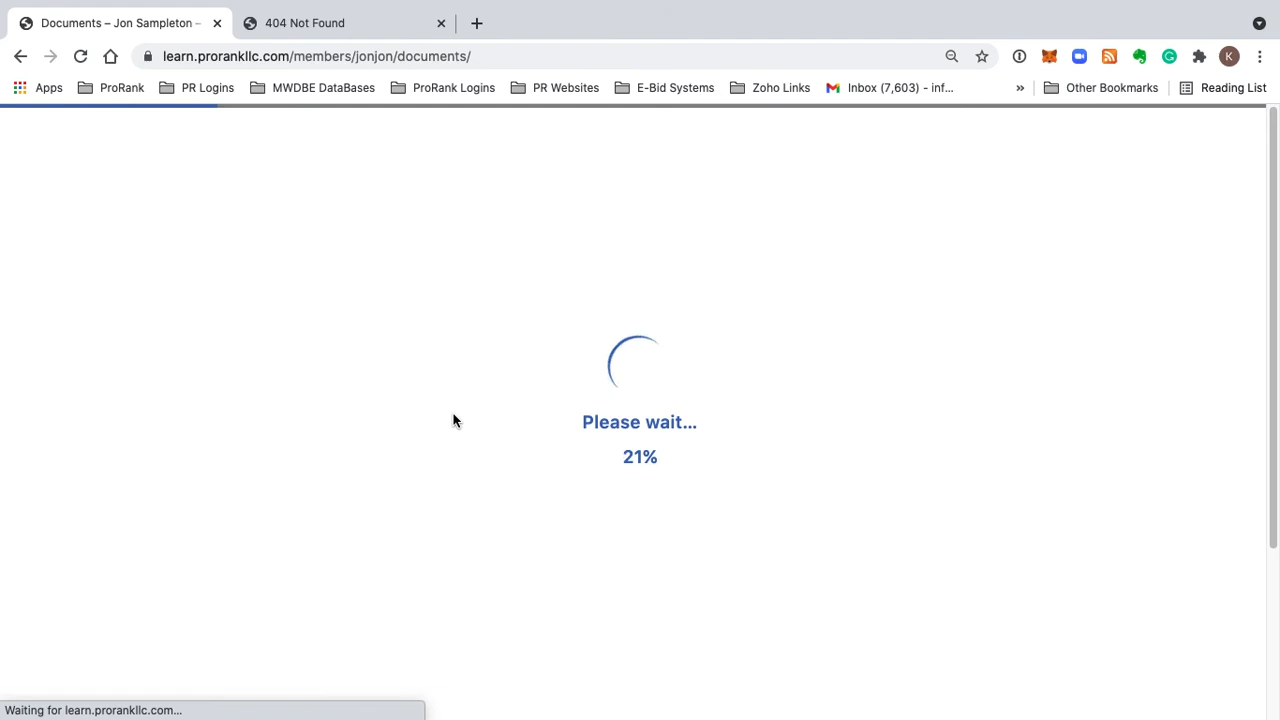 Documents – Jon Sampleton –
404 Not Found
learn.prorankllc.com/members/jonjon/documents/
K
Apps
ProRank
PR Logins
MWDBE DataBases
ProRank Logins
PR Websites
E-Bid Systems
Zoho Links
Inbox (7,603) - inf...
»
Other Bookmarks
Reading List
Please wait...
21%
Waiting for learn.prorankllc.com...